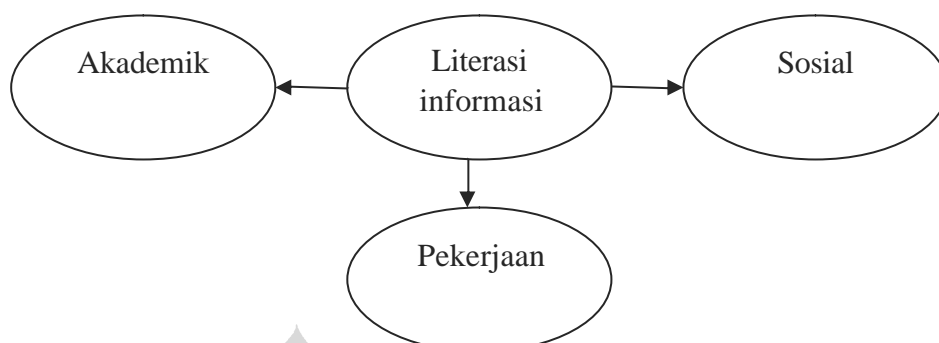 Akademik
Literasi
informasi
Sosial
Pekerjaan